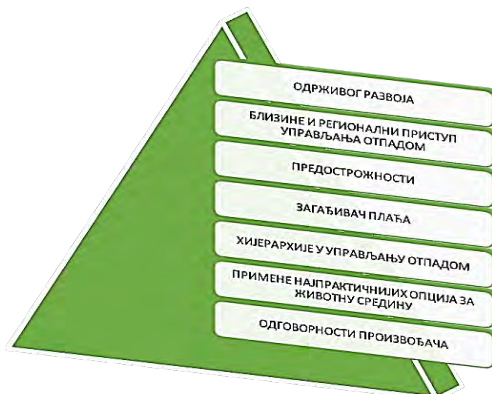 ОДРЖИВОГ РАЗВОЈА
БЛИЗИНЕ И РЕГИОНАЛНИ ПРИСТУП
УПРАВЉАЊА ОТПАДОМ
ПРЕДОСТРОЖНОСТИ
ЗАГАЂИВАЧ ПЛАЋА
ХИЈЕРАРХИЈЕ У УПРАВЉАЊУ ОТПАДОМ
ПРИМЕНЕ НАЈПРАКТИЧНИЈИХ ОПЦИЈА ЗА
ЖИВОТНУ СРЕДИНУ
ОДГОВОРНОСТИ ПРОИЗВОЂАЧА